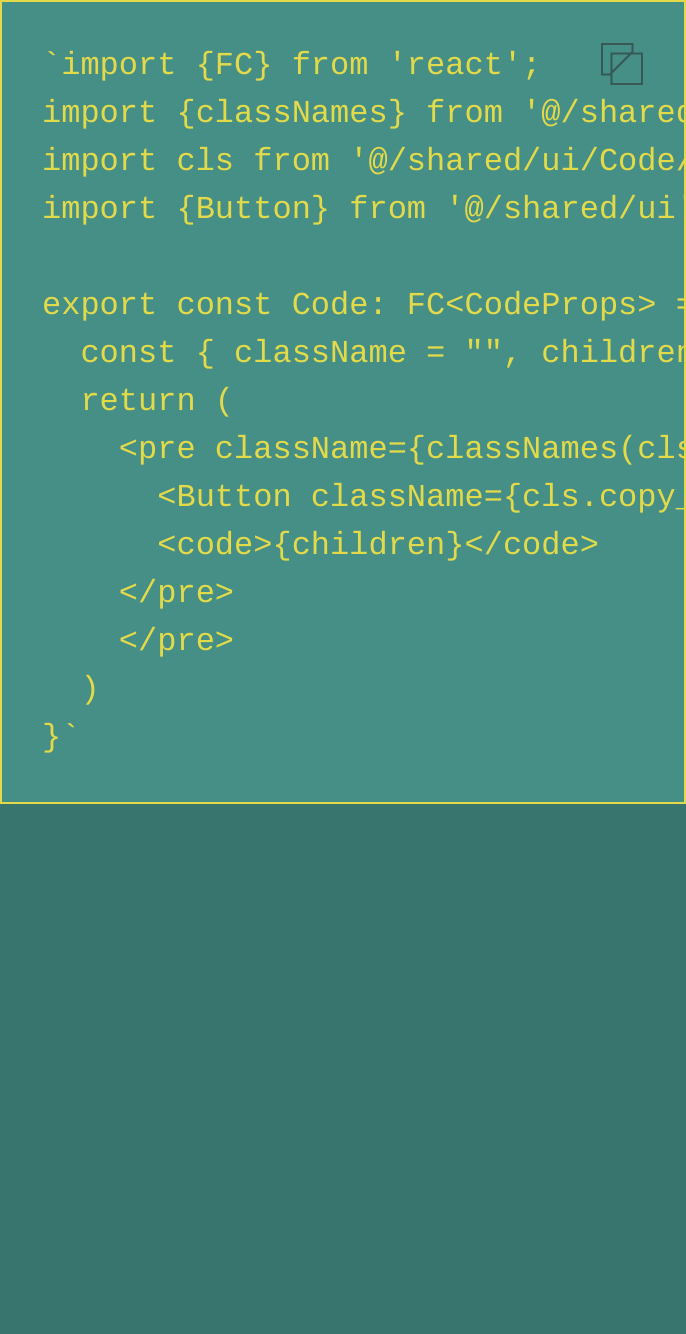 `import {FC} from 'react';
import {classNames} from '@/shared
import cls from '@/shared/ui/Code/
import {Button} from '@/shared/ui'
export const Code: FC<CodeProps> =
  const { className = "", children
  return (
    <pre className={classNames(cls
      <Button className={cls.copy_
      <code>{children}</code>
    </pre>
    </pre>
  )
}`